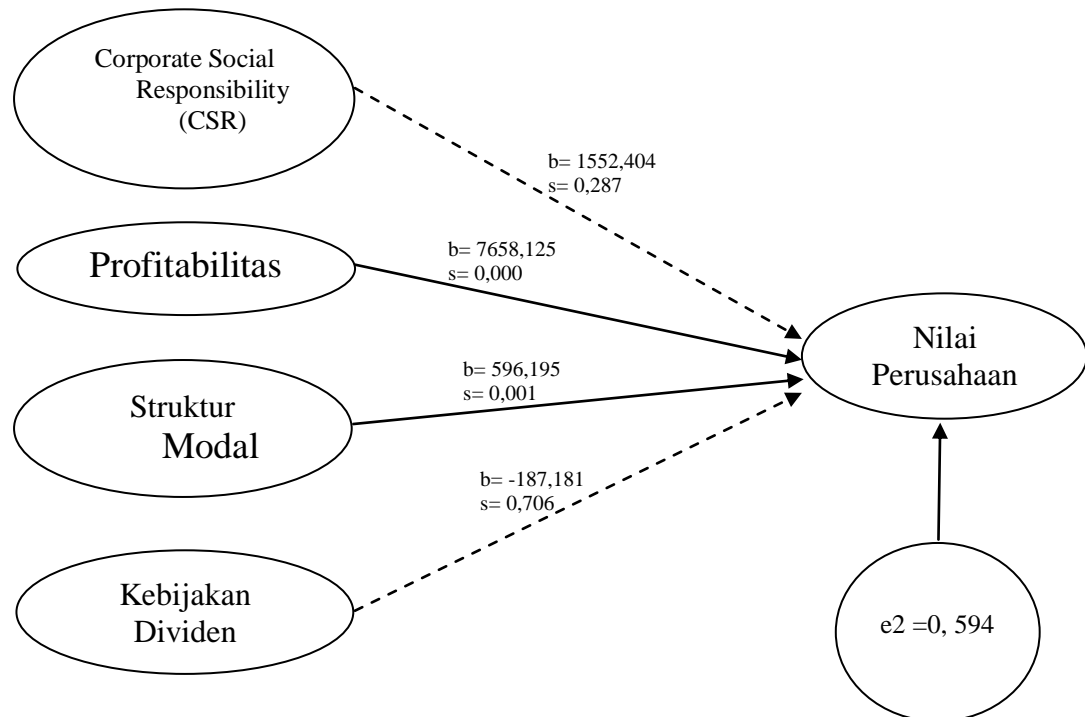 Corporate Social
Responsibility
(CSR)
b= 1552,404
s= 0,287
Profitabilitas
b= 7658,125
s= 0,000
Nilai
Perusahaan
Struktur
Modal
b= 596,195
s= 0,001
b= -187,181
s= 0,706
Kebijakan
Dividen
e2 =0, 594